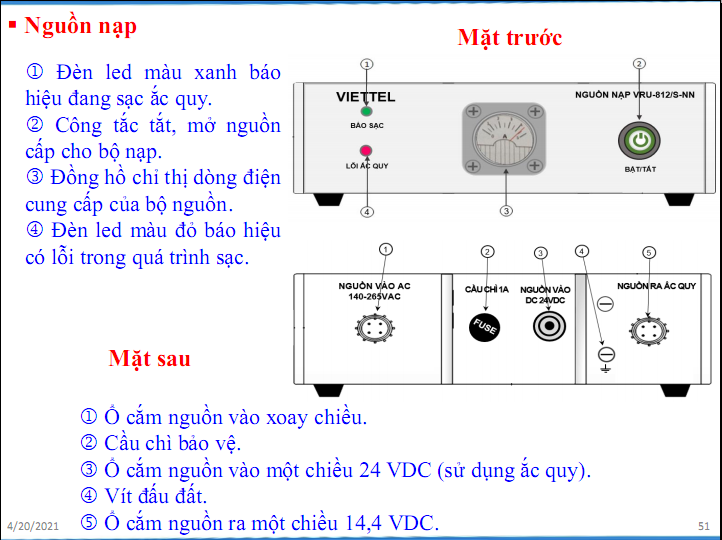 ▪ Nguồn nạp
Mặt trước
① Đèn led màu xanh báo
hiệu đang sạc ắc quy.
② Công tắc tắt, mở nguồn
cấp cho bộ nạp.
③ Đồng hồ chỉ thị dòng điện
cung cấp của bộ nguồn.
④ Đèn led màu đỏ báo hiệu
có lỗi trong quá trình sạc.
① ②
VIETTEL
NGUỒN NẠP VRU-812/S-NN
BÁO SẠC
A
LỖI ẮC QUY
BẬT/TẮT
④ ③
① ② ③ ④ ⑤
NGUỒN VÀO AC
140-265VAC
CẦU CHÌ 1A
NGUỒN VÀO
DC 24VDC
NGUỒN RA ẮC QUY
FUSE
Mặt sau
① Ổ cắm nguồn vào xoay chiều.
② Cầu chì bảo vệ.
③ Ổ cắm nguồn vào một chiều 24 VDC (sử dụng ắc quy).
④ Vít đấu đất.
⑤ Ổ cắm nguồn ra một chiều 14,4 VDC.
4/20/2021
51